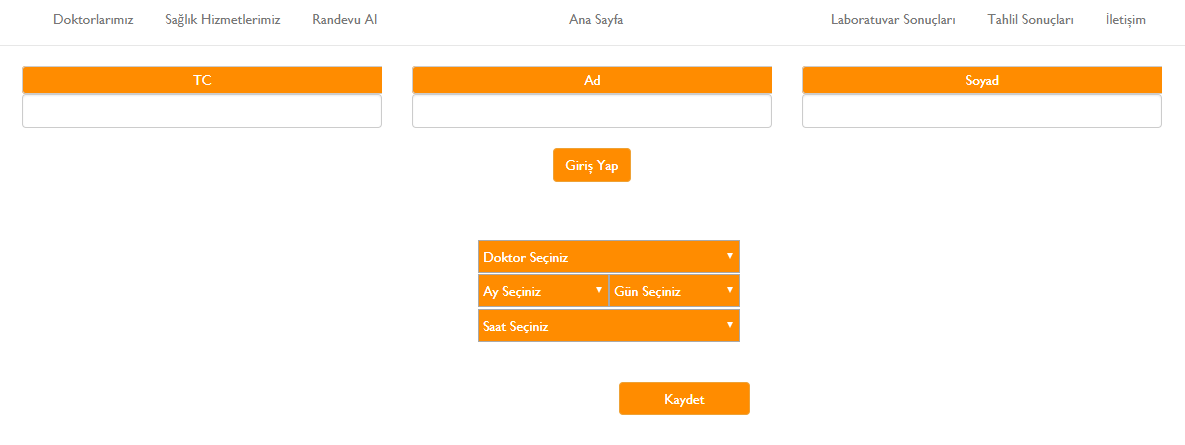 Doktorlarımız Sağlık Hizmetlerimiz Randevu Al Ana Sayfa Laboratuvar Sonuçları Tahlil Sonuçları İletişim
TC Ad Soyad
Giriş Yap
Doktor Seçiniz
Ay Seçiniz Gün Seçiniz
Saat Seçiniz
Kaydet